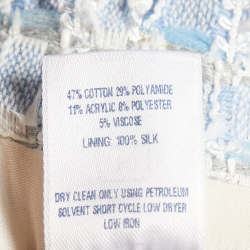 47% COTTON 29% POLYAMIDE
11% ACRYLIC 8% POLYESTER
5% VISCOSE
LINING: 100% SILK
DRY CLEAN ONLY USING PETROLEUM
SOLVENT SHORT CYCLE LOW DRYER
LOW IRON